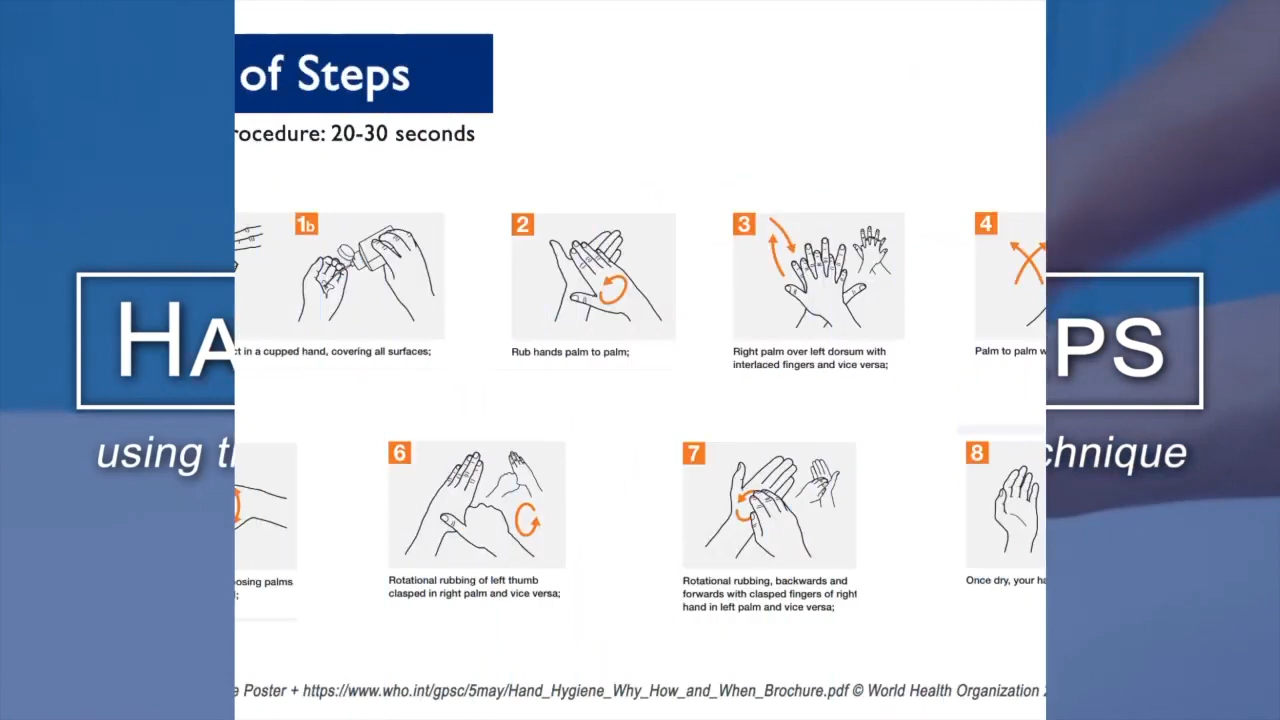 of Steps
rocedure: 20-30 seconds
1b
2
3
4
ct in a cupped hand, covering all surfaces;
Rub hands palm to palm;
Right palm over left dorsum with
interlaced fingers and vice versa;
Palm to palm w
HA
PS
using t
chnique
6
7
8
osing palms
;
Rotational rubbing of left thumb
clasped in right palm and vice versa;
Rotational rubbing, backwards and
forwards with clasped fingers of right
hand in left palm and vice versa;
Once dry, your ha
e Poster + https://www.who.int/gpsc/5may/Hand_Hygiene_Why_How_and_When_Brochure.pdf © World Health Organization